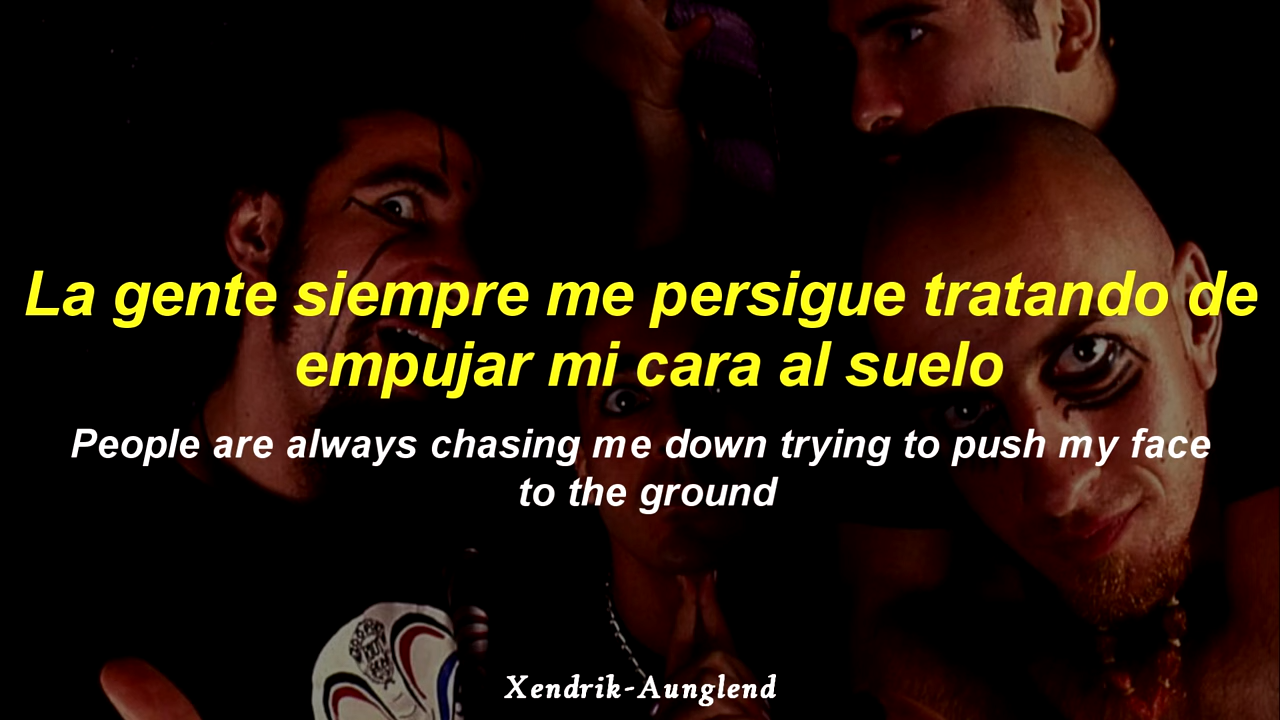 La gente siempre me persigue tratando de
empujar mi cara al suelo
People are always chasing me down trying to push my face
to the ground
Xendrik-Aunglend